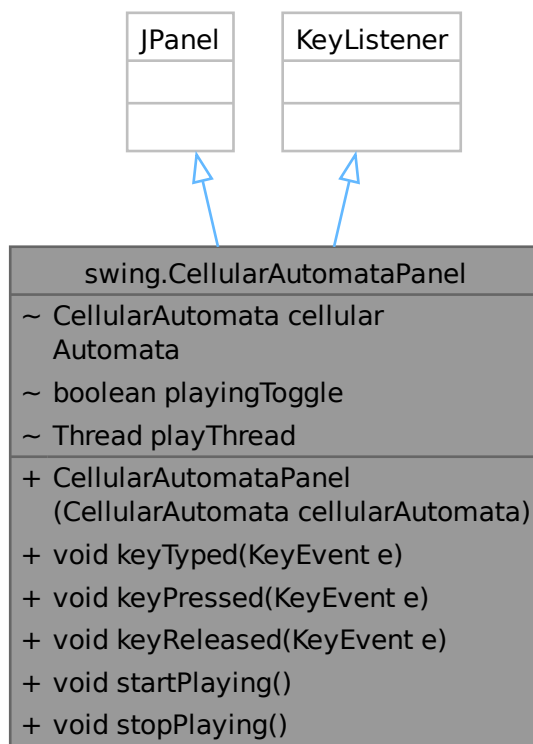 JPanel
KeyListener
swing.CellularAutomataPanel
~ CellularAutomata cellular
Automata
~ boolean playingToggle
~ Thread playThread
+ CellularAutomataPanel
(CellularAutomata cellularAutomata)
+ void keyTyped(KeyEvent e)
+ void keyPressed(KeyEvent e)
+ void keyReleased(KeyEvent e)
+ void startPlaying()
+ void stopPlaying()